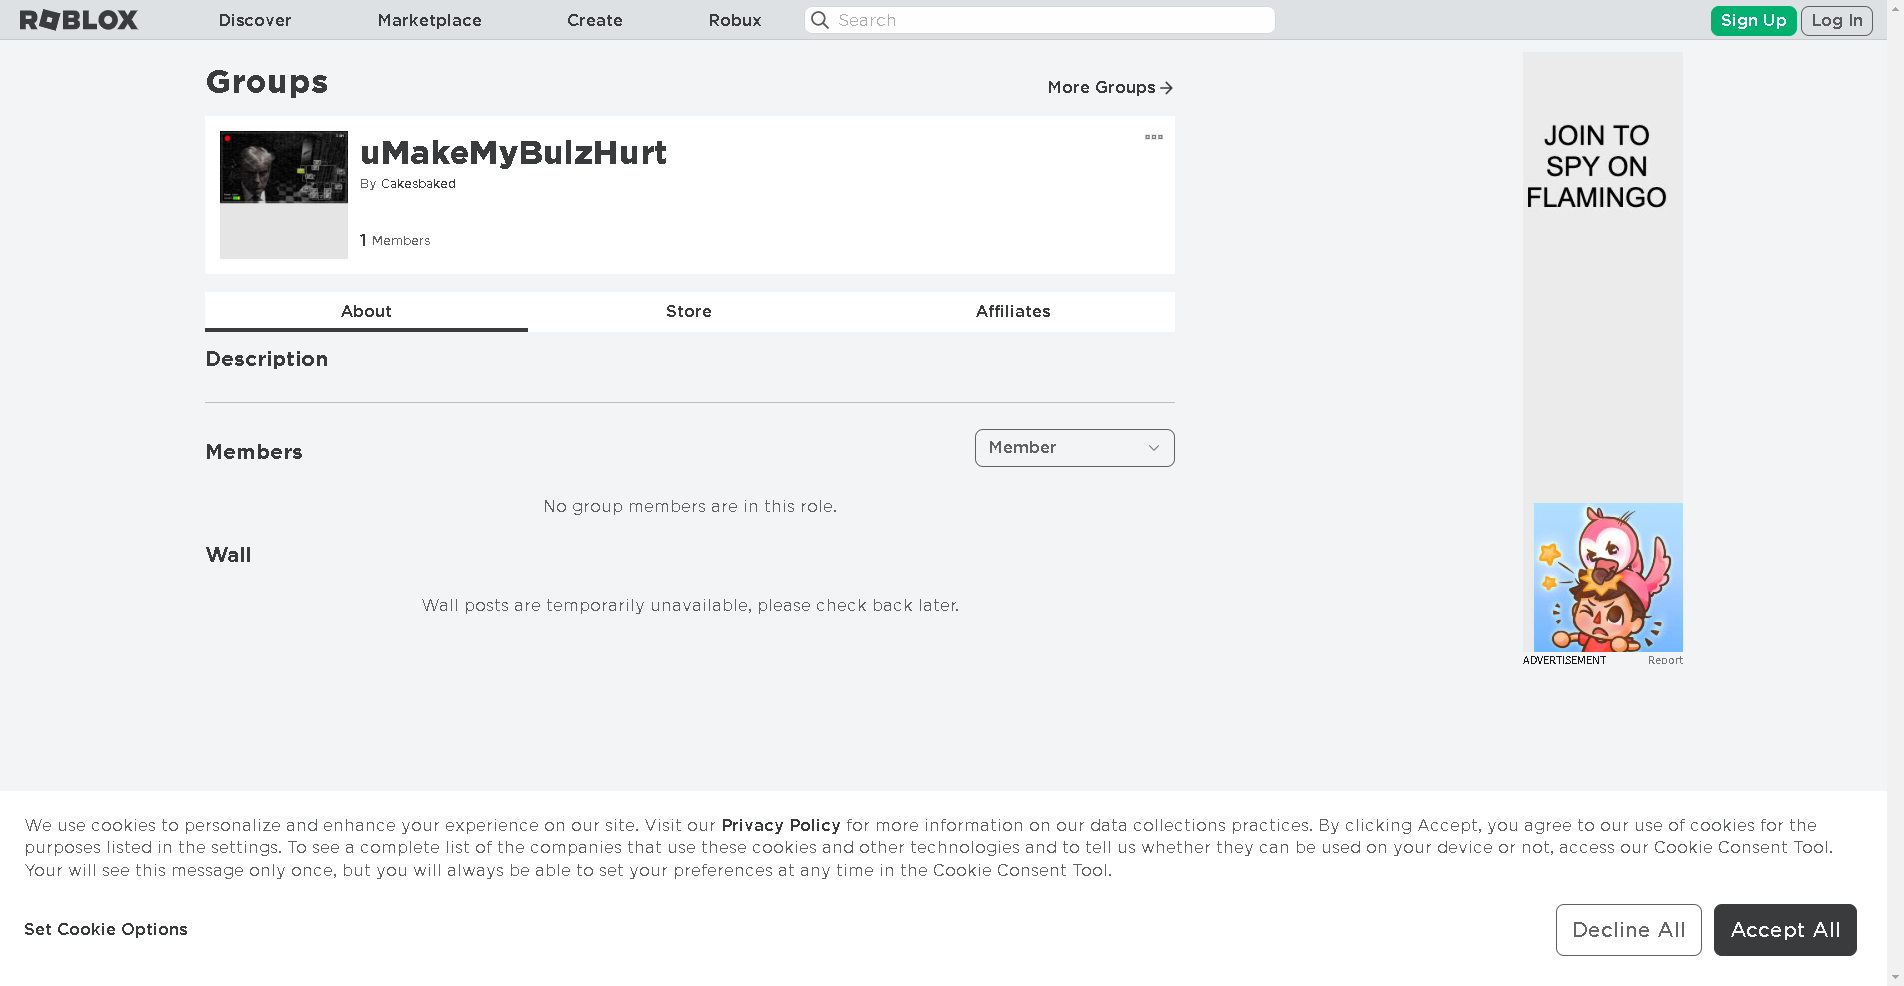 ROBLOX Discover Marketplace Create Robux Search Sign Up Log In
Groups
More Groups
uMakeMyBulzHurt
By Cakesbaked
1 Members
About Store Affiliates
Description
Members
Member
No group members are in this role.
Wall
Wall posts are temporarily unavailable, please check back later.
JOIN TO
SPY ON
FLAMINGO
ADVERTISEMENT Report
We use cookies to personalize and enhance your experience on our site. Visit our Privacy Policy for more information on our data collections practices. By clicking Accept, you agree to our use of cookies for the
purposes listed in the settings. To see a complete list of the companies that use these cookies and other technologies and to tell us whether they can be used on your device or not, access our Cookie Consent Tool.
Your will see this message only once, but you will always be able to set your preferences at any time in the Cookie Consent Tool.
Set Cookie Options
Decline All Accept All